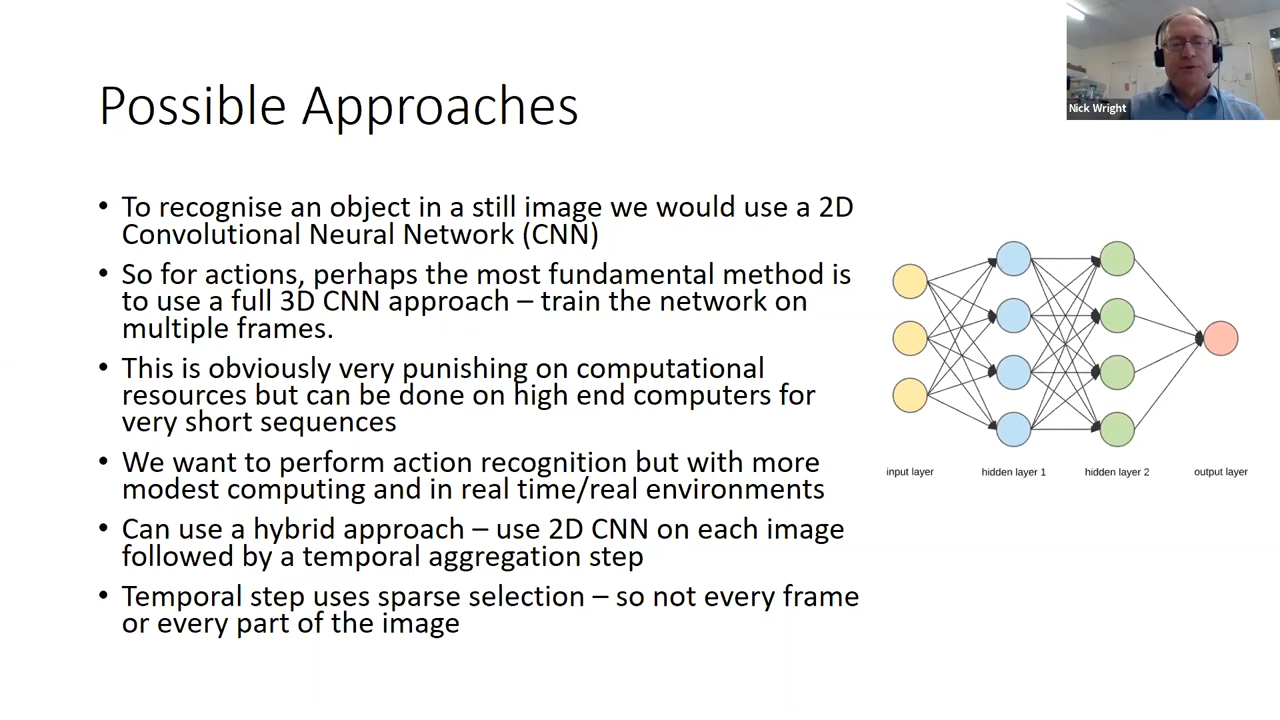 Nick Wright
Possible Approaches
• To recognise an object in a still image we would use a 2D
Convolutional Neural Network (CNN)
• So for actions, perhaps the most fundamental method is
to use a full 3D CNN approach – train the network on
multiple frames.
• This is obviously very punishing on computational
resources but can be done on high end computers for
very short sequences
• We want to perform action recognition but with more
modest computing and in real time/real environments
• Can use a hybrid approach – use 2D CNN on each image
followed by a temporal aggregation step
• Temporal step uses sparse selection – so not every frame
or every part of the image
input layer
hidden layer 1
hidden layer 2
output layer